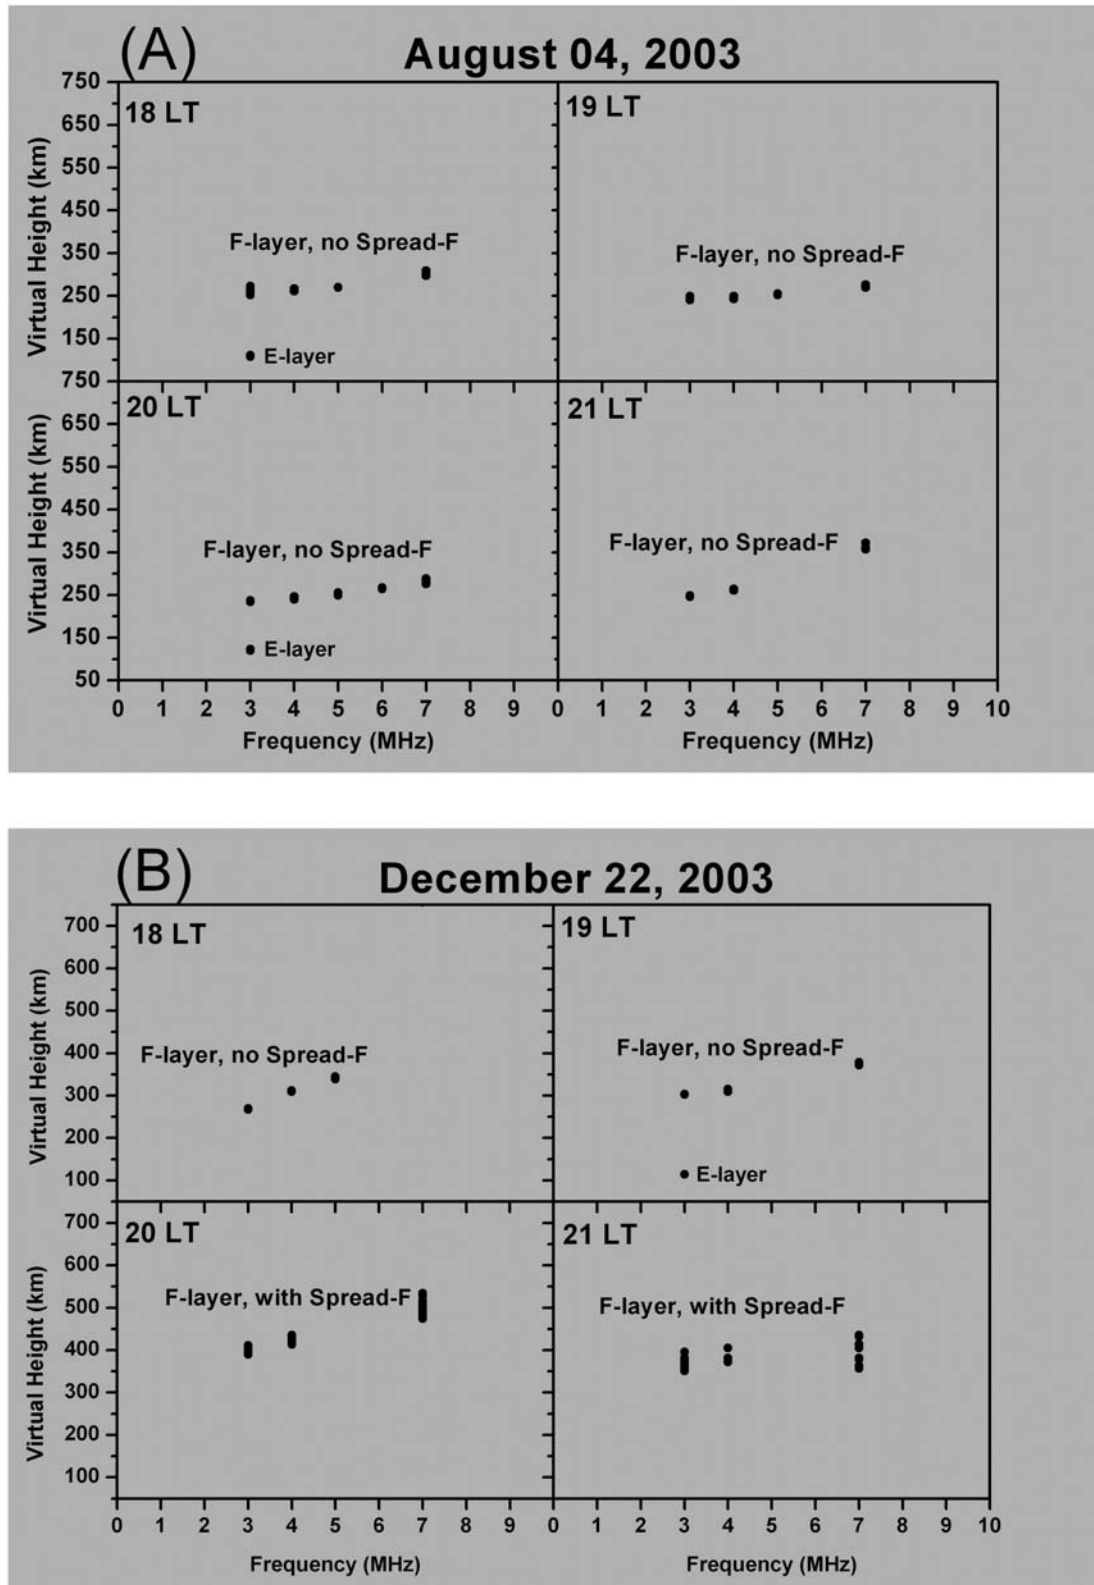 (A) August 04, 2003
18 LT
19 LT
Virtual Height (km)
750
650
550
450
350
250
150
F-layer, no Spread-F
E-layer
F-layer, no Spread-F
20 LT
21 LT
Virtual Height (km)
750
650
550
450
350
250
150
50
F-layer, no Spread-F
E-layer
F-layer, no Spread-F
0 1 2 3 4 5 6 7 8 9 0 1 2 3 4 5 6 7 8 9 10
Frequency (MHz) Frequency (MHz)
(B) December 22, 2003
18 LT
19 LT
Virtual Height (km)
700
600
500
400
300
200
100
F-layer, no Spread-F
F-layer, no Spread-F
E-layer
20 LT
21 LT
Virtual Height (km)
700
600
500
400
300
200
100
F-layer, with Spread-F
F-layer, with Spread-F
0 1 2 3 4 5 6 7 8 9 0 1 2 3 4 5 6 7 8 9 10
Frequency (MHz) Frequency (MHz)